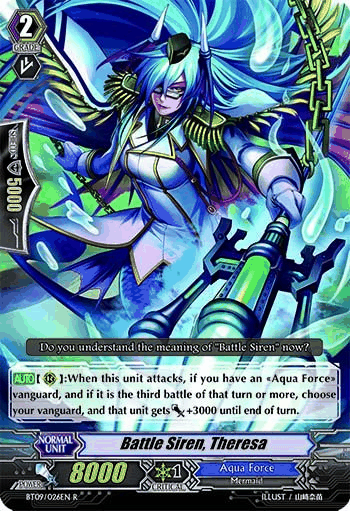 2
GRADE
5000
SHIELD
Do you understand the meaning of "Battle Siren" now?
AUTO [ ]:When this unit attacks, if you have an «Aqua Force»
vanguard, and if it is the third battle of that turn or more, choose
your vanguard, and that unit gets +3000 until end of turn.
NORMAL
UNIT
Battle Siren, Theresa
POWER
8000
1
CRITICAL
Aqua Force
Mermaid
BT09/026EN R
ILLUST / 山崎奈苗